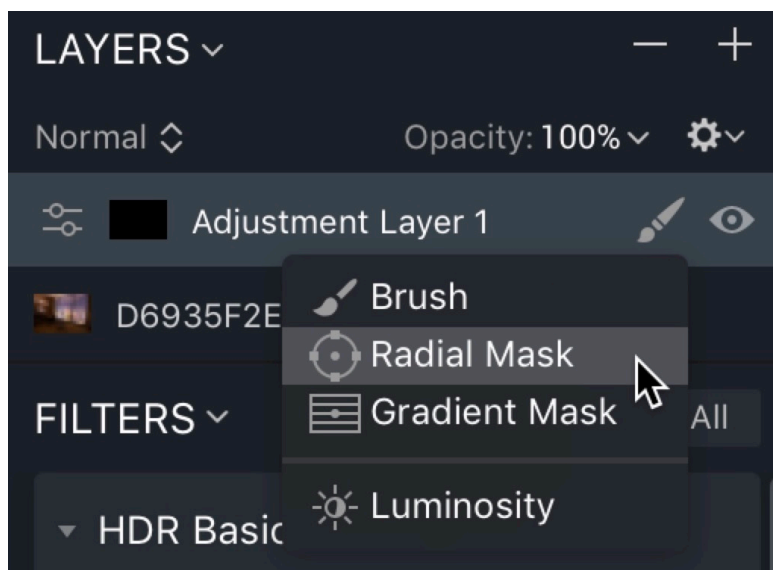 LAYERS
Normal Opacity: 100%
Adjustment Layer 1
D6935F2E
Brush
Radial Mask
Gradient Mask
Luminosity
FILTERS
All
HDR Basic